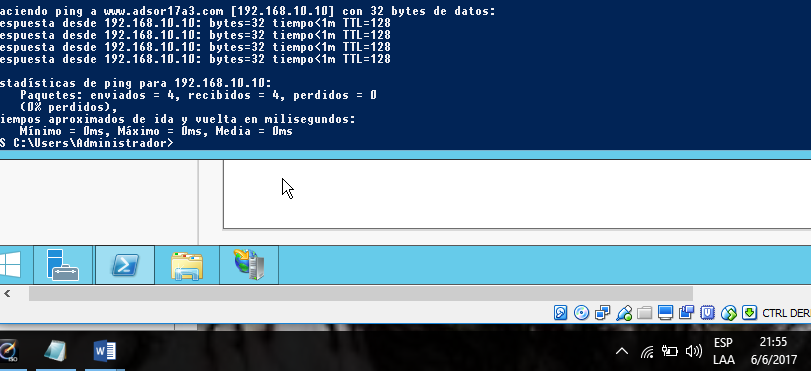 aciendo ping a www.adsor17a3.com [192.168.10.10] con 32 bytes de datos:
espuesta desde 192.168.10.10: bytes=32 tiempo<1m TTL=128
espuesta desde 192.168.10.10: bytes=32 tiempo<1m TTL=128
espuesta desde 192.168.10.10: bytes=32 tiempo<1m TTL=128
espuesta desde 192.168.10.10: bytes=32 tiempo<1m TTL=128
stadísticas de ping para 192.168.10.10:
Paquetes: enviados = 4, recibidos = 4, perdidos = 0
(0% perdidos),
iempos aproximados de ida y vuelta en milisegundos:
Mínimo = 0ms, Máximo = 0ms, Media = 0ms
S C:\Users\Administrador>
CTRL DER
ESP
LAA
21:55
6/6/2017